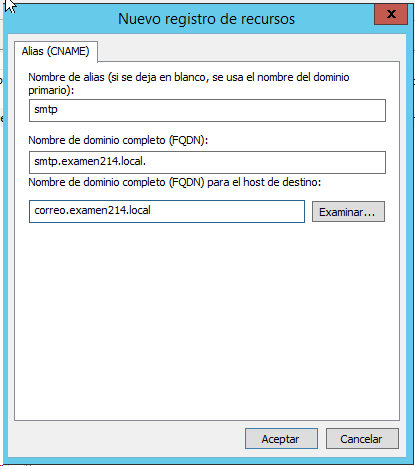 Nuevo registro de recursos
x
Alias (CNAME)
Nombre de alias (si se deja en blanco, se usa el nombre del dominio
primario):
smtp
Nombre de dominio completo (FQDN):
smtp.examen214.local.
Nombre de dominio completo (FQDN) para el host de destino:
correo.examen214.local
Examinar...
Aceptar
Cancelar